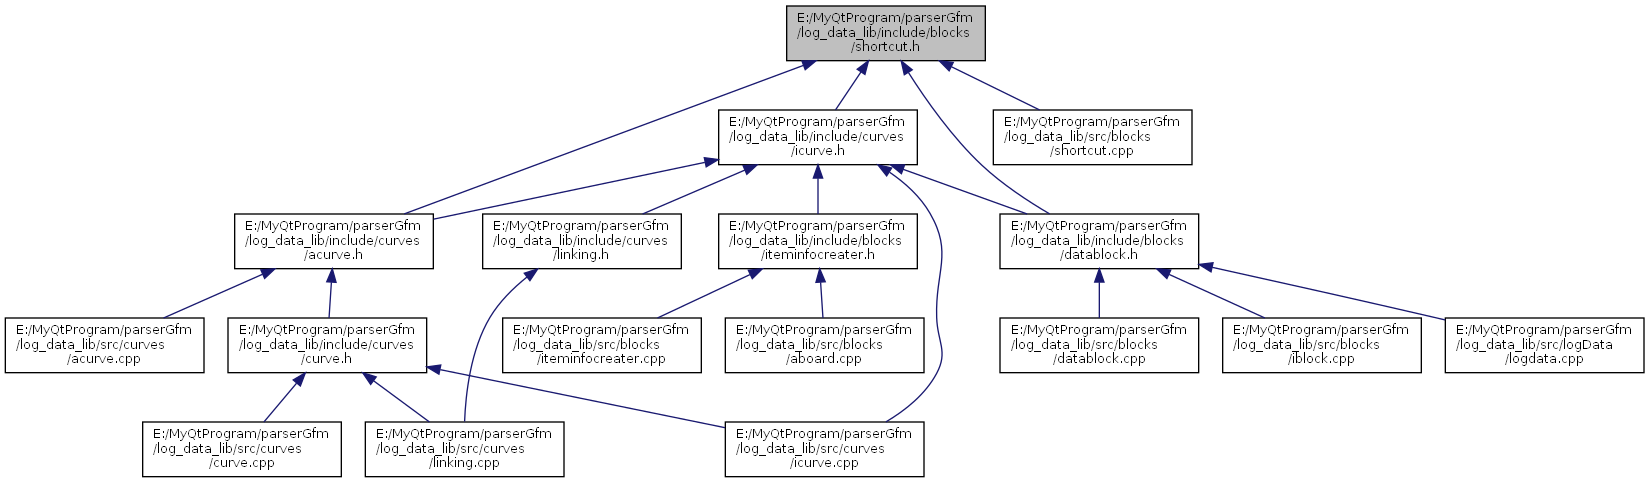 E:/MyQtProgram/parserGfm
/log_data_lib/include/blocks
/shortcut.h
E:/MyQtProgram/parserGfm
/log_data_lib/include/curves
/icurve.h
E:/MyQtProgram/parserGfm
/log_data_lib/src/blocks
/shortcut.cpp
E:/MyQtProgram/parserGfm
/log_data_lib/include/curves
/acurve.h
E:/MyQtProgram/parserGfm
/log_data_lib/include/curves
/linking.h
E:/MyQtProgram/parserGfm
/log_data_lib/include/blocks
/iteminfocreater.h
E:/MyQtProgram/parserGfm
/log_data_lib/include/blocks
/datablock.h
E:/MyQtProgram/parserGfm
/log_data_lib/src/curves
/acurve.cpp
E:/MyQtProgram/parserGfm
/log_data_lib/include/curves
/curve.h
E:/MyQtProgram/parserGfm
/log_data_lib/src/blocks
/iteminfocreater.cpp
E:/MyQtProgram/parserGfm
/log_data_lib/src/blocks
/aboard.cpp
E:/MyQtProgram/parserGfm
/log_data_lib/src/blocks
/datablock.cpp
E:/MyQtProgram/parserGfm
/log_data_lib/src/blocks
/iblock.cpp
E:/MyQtProgram/parserGfm
/log_data_lib/src/logData
/logdata.cpp
E:/MyQtProgram/parserGfm
/log_data_lib/src/curves
/curve.cpp
E:/MyQtProgram/parserGfm
/log_data_lib/src/curves
/linking.cpp
E:/MyQtProgram/parserGfm
/log_data_lib/src/curves
/icurve.cpp